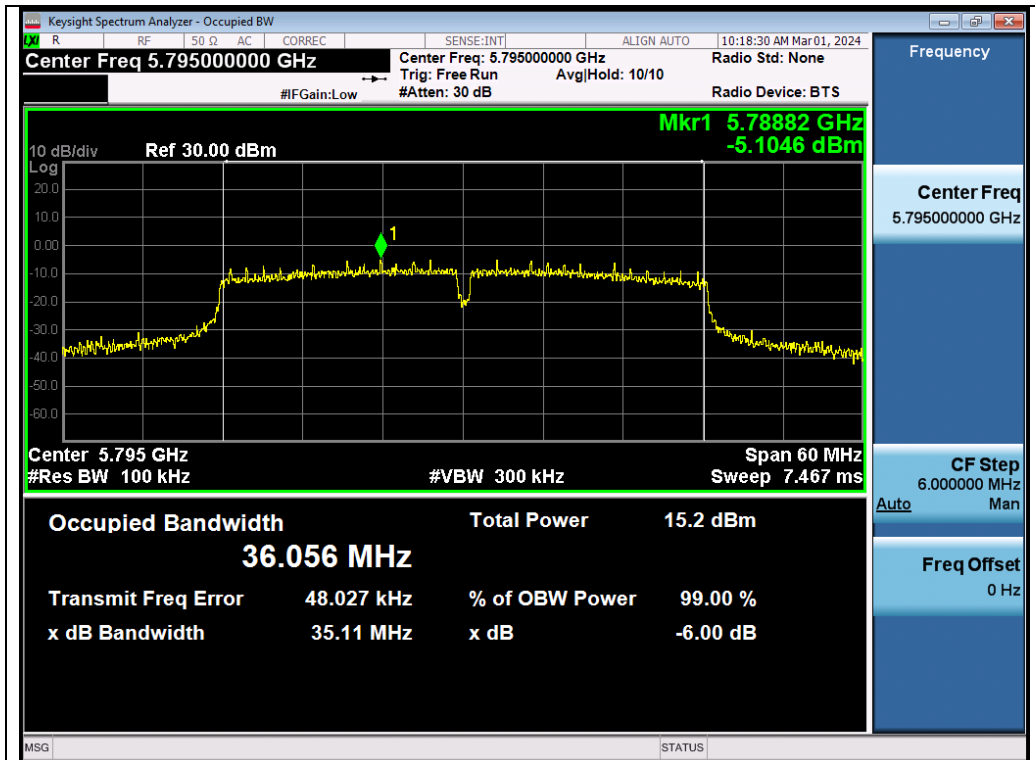 Keysight Spectrum Analyzer - Occupied BW
LXI R RF 50 Ω AC CORREC SENSE:INT ALIGN AUTO 10:18:30 AM Mar 01, 2024
Center Freq 5.795000000 GHz
#IFGain:Low
Center Freq: 5.795000000 GHz
Trig: Free Run Avg|Hold: 10/10
#Atten: 30 dB
Radio Std: None
Radio Device: BTS
Frequency
Mkr1 5.78882 GHz
-5.1046 dBm
10 dB/div Ref 30.00 dBm
Log
20.0
10.0
0.00
-10.0
-20.0
-30.0
-40.0
-50.0
-60.0
1
Center 5.795 GHz Span 60 MHz
#Res BW 100 kHz #VBW 300 kHz Sweep 7.467 ms
Center Freq
5.795000000 GHz
CF Step
6.000000 MHz
Auto Man
Freq Offset
0 Hz
Occupied Bandwidth Total Power 15.2 dBm
36.056 MHz
Transmit Freq Error 48.027 kHz % of OBW Power 99.00 %
x dB Bandwidth 35.11 MHz x dB -6.00 dB
MSG STATUS